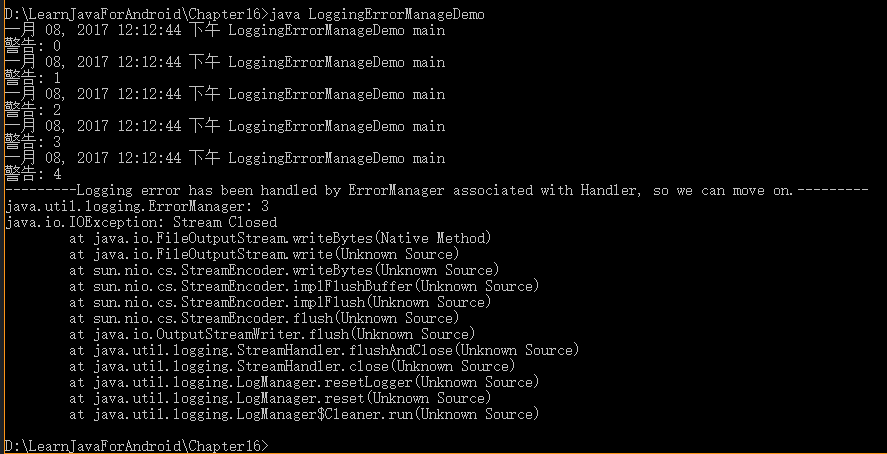 D:\LearnJavaForAndroid\Chapter16>java LoggingErrorManageDemo
一月 08, 2017 12:12:44 下午 LoggingErrorManageDemo main
警告: 0
一月 08, 2017 12:12:44 下午 LoggingErrorManageDemo main
警告: 1
一月 08, 2017 12:12:44 下午 LoggingErrorManageDemo main
警告: 2
一月 08, 2017 12:12:44 下午 LoggingErrorManageDemo main
警告: 3
一月 08, 2017 12:12:44 下午 LoggingErrorManageDemo main
警告: 4
---------Logging error has been handled by ErrorManager associated with Handler, so we can move on.---------
java.util.logging.ErrorManager: 3
java.io.IOException: Stream Closed
at java.io.FileOutputStream.writeBytes(Native Method)
at java.io.FileOutputStream.write(Unknown Source)
at sun.nio.cs.StreamEncoder.writeBytes(Unknown Source)
at sun.nio.cs.StreamEncoder.implFlushBuffer(Unknown Source)
at sun.nio.cs.StreamEncoder.implFlush(Unknown Source)
at sun.nio.cs.StreamEncoder.flush(Unknown Source)
at java.io.OutputStreamWriter.flush(Unknown Source)
at java.util.logging.StreamHandler.flushAndClose(Unknown Source)
at java.util.logging.StreamHandler.close(Unknown Source)
at java.util.logging.LogManager.resetLogger(Unknown Source)
at java.util.logging.LogManager.reset(Unknown Source)
at java.util.logging.LogManager$Cleaner.run(Unknown Source)
D:\LearnJavaForAndroid\Chapter16>